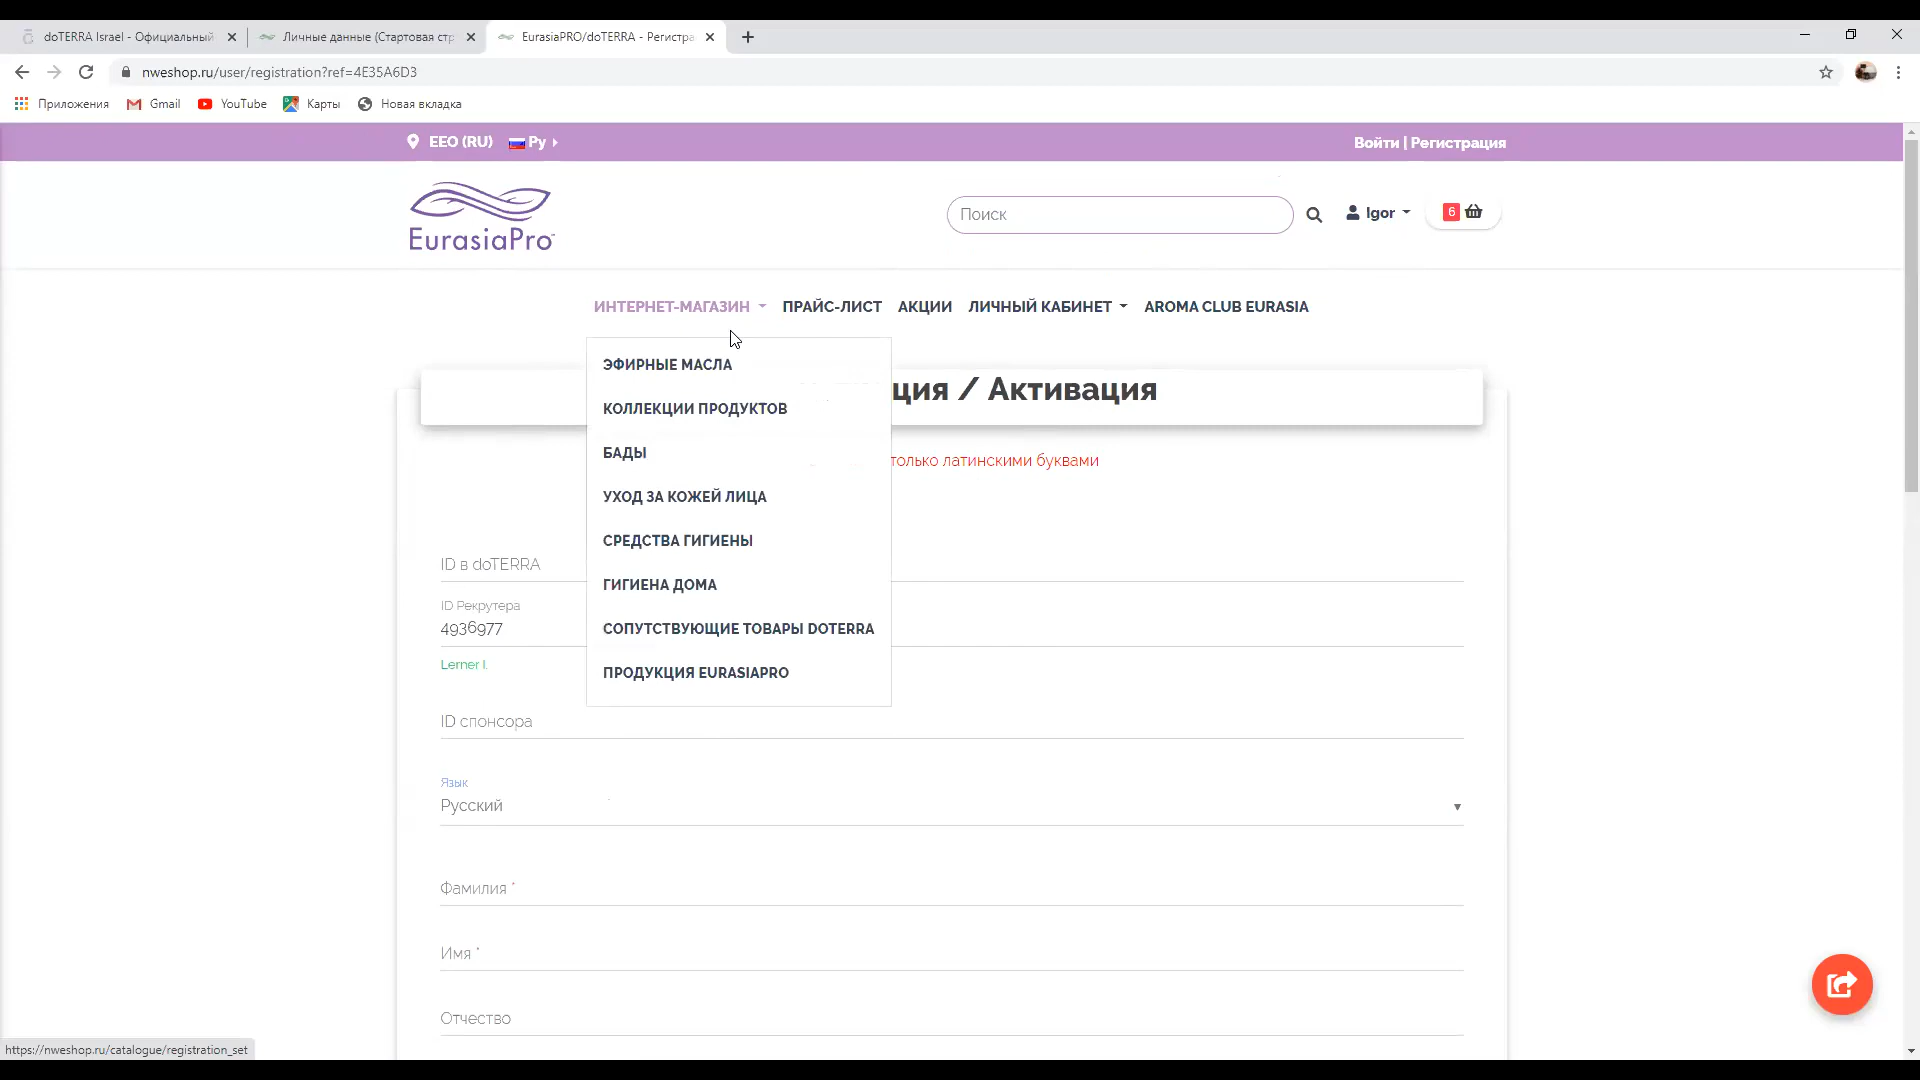 doTERRA Israel - Официальный
Личные данные (Стартовая стр
EurasiaPRO/doTERRA - Регистра
nweshop.ru/user/registration?ref=4E35A6D3
Приложения
Gmail
YouTube
Карты
Новая вкладка
EEO (RU)
Ру
Войти | Регистрация
EurasiaPro
Поиск
Igor
6
ИНТЕРНЕТ-МАГАЗИН
ПРАЙС-ЛИСТ
АКЦИИ
ЛИЧНЫЙ КАБИНЕТ
AROMA CLUB EURASIA
ЭФИРНЫЕ МАСЛА
КОЛЛЕКЦИИ ПРОДУКТОВ
БАДЫ
УХОД ЗА КОЖЕЙ ЛИЦА
СРЕДСТВА ГИГИЕНЫ
ГИГИЕНА ДОМА
СОПУТСТВУЮЩИЕ ТОВАРЫ DOTERRA
ПРОДУКЦИЯ EURASIAPRO
ция / Активация
только латинскими буквами
ID в doTERRA
ID Рекрутера
4936977
Lerner I.
ID спонсора
Язык
Русский
Фамилия *
Имя *
Отчество
https://nweshop.ru/catalogue/registration_set